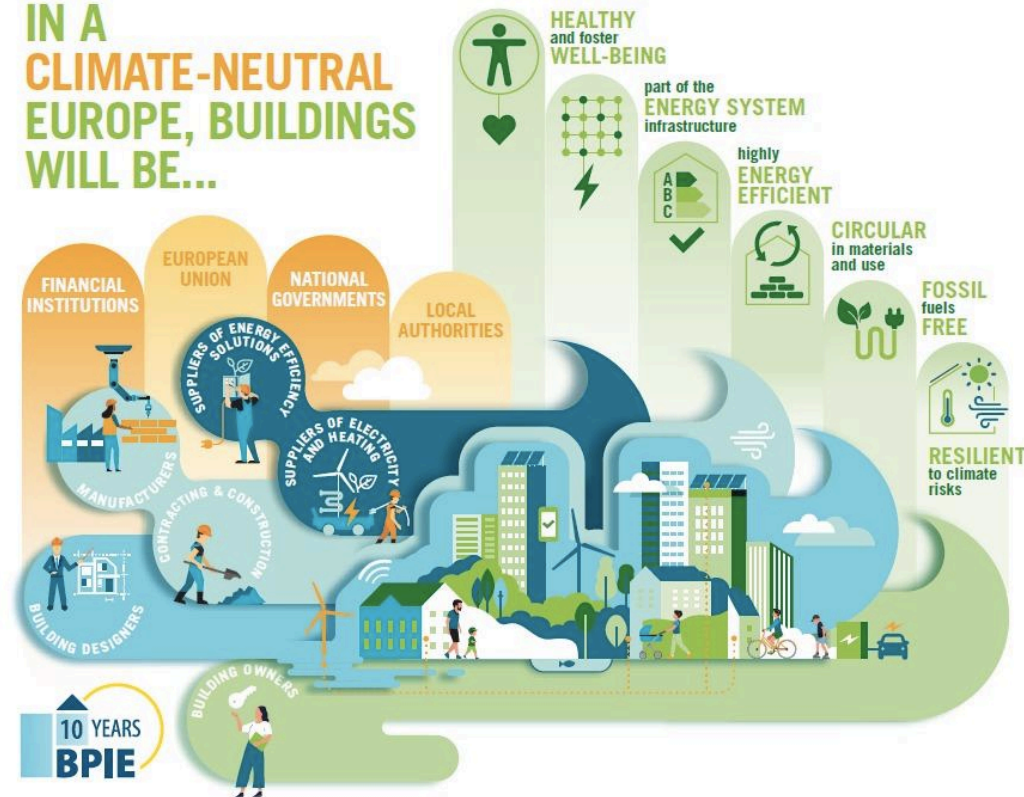 IN A
CLIMATE-NEUTRAL
EUROPE, BUILDINGS
WILL BE...
HEALTHY
and foster
WELL-BEING
part of the
ENERGY SYSTEM
infrastructure
highly
ENERGY
EFFICIENT
A
B
C
CIRCULAR
in materials
and use
FOSSIL
fuels
FREE
RESILIENT
to climate
risks
FINANCIAL
INSTITUTIONS
EUROPEAN
UNION
NATIONAL
GOVERNMENTS
LOCAL
AUTHORITIES
SUPPLIERS OF ENERGY EFFICIENCY
SOLUTIONS
SUPPLIERS OF ELECTRICITY
AND HEATING
MANUFACTURERS
CONTRACTING & CONSTRUCTION
BUILDING DESIGNERS
BUILDING OWNERS
10 YEARS
BPIE